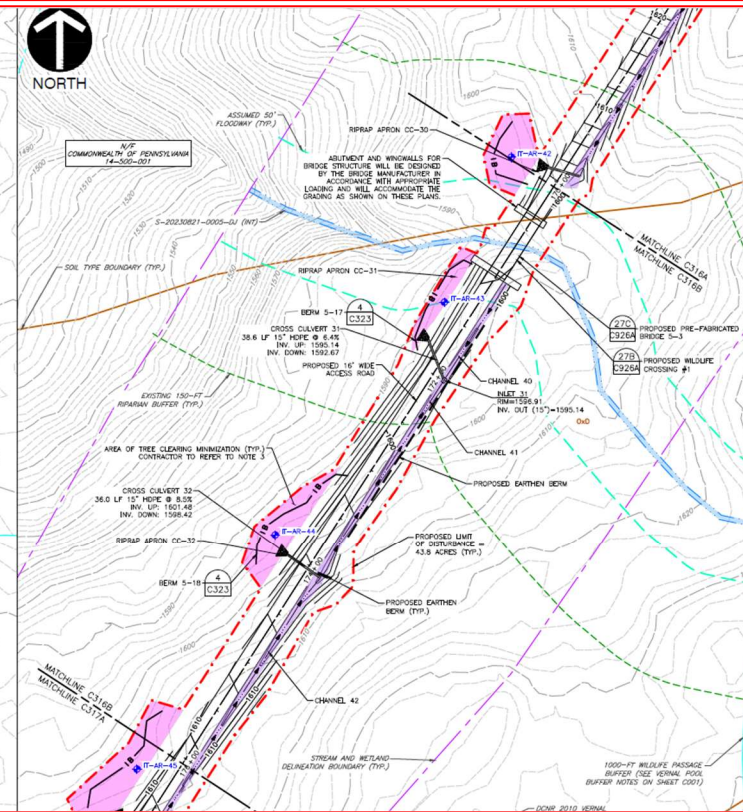 NORTH
N/F
COMMONWEALTH OF PENNSYLVANIA
14-500-001
ASSUMED 50'
FLOODWAY (TYP.)
RIPRAP APRON CC-30
IT-AR-42
ABUTMENT AND WINGWALLS FOR
BRIDGE STRUCTURE WILL BE DESIGNED
BY THE BRIDGE MANUFACTURER IN
ACCORDANCE WITH APPROPRIATE
LOADING AND WILL ACCOMMODATE THE
GRADING AS SHOWN ON THESE PLANS.
S-20230821-0005-DJ (INT)
SOIL TYPE BOUNDARY (TYP.)
MATCHLINE C316A
MATCHLINE C316B
RIPRAP APRON CC-31
IT-AR-43
BERM 5-17
4
C323
CROSS CULVERT 31
38.6 LF 15" HDPE @ 6.4%
INV. UP: 1595.14
INV. DOWN: 1592.67
PROPOSED 16' WIDE
ACCESS ROAD
27C
C926A
PROPOSED PRE-FABRICATED
BRIDGE 5-3
27B
C926A
PROPOSED WILDLIFE
CROSSING #1
CHANNEL 40
INLET 31
RIM=1596.91
INV. OUT (15")=1595.14
EXISTING 150-FT
RIPARIAN BUFFER (TYP.)
OxD
CHANNEL 41
AREA OF TREE CLEARING MINIMIZATION (TYP.)
CONTRACTOR TO REFER TO NOTE 3
PROPOSED EARTHEN BERM
CROSS CULVERT 32
36.0 LF 15" HDPE @ 8.5%
INV. UP: 1601.48
INV. DOWN: 1598.42
IT-AR-44
RIPRAP APRON CC-32
PROPOSED LIMIT
OF DISTURBANCE =
43.8 ACRES (TYP.)
BERM 5-18
4
C323
174+00
PROPOSED EARTHEN
BERM (TYP.)
MATCHLINE C316B
MATCHLINE C317A
CHANNEL 42
IT-AR-45
176+00
STREAM AND WETLAND
DELINEATION BOUNDARY (TYP.)
1000-FT WILDLIFE PASSAGE
BUFFER (SEE VERNAL POOL
BUFFER NOTES ON SHEET C001)
DCNR 2010 VERNAL